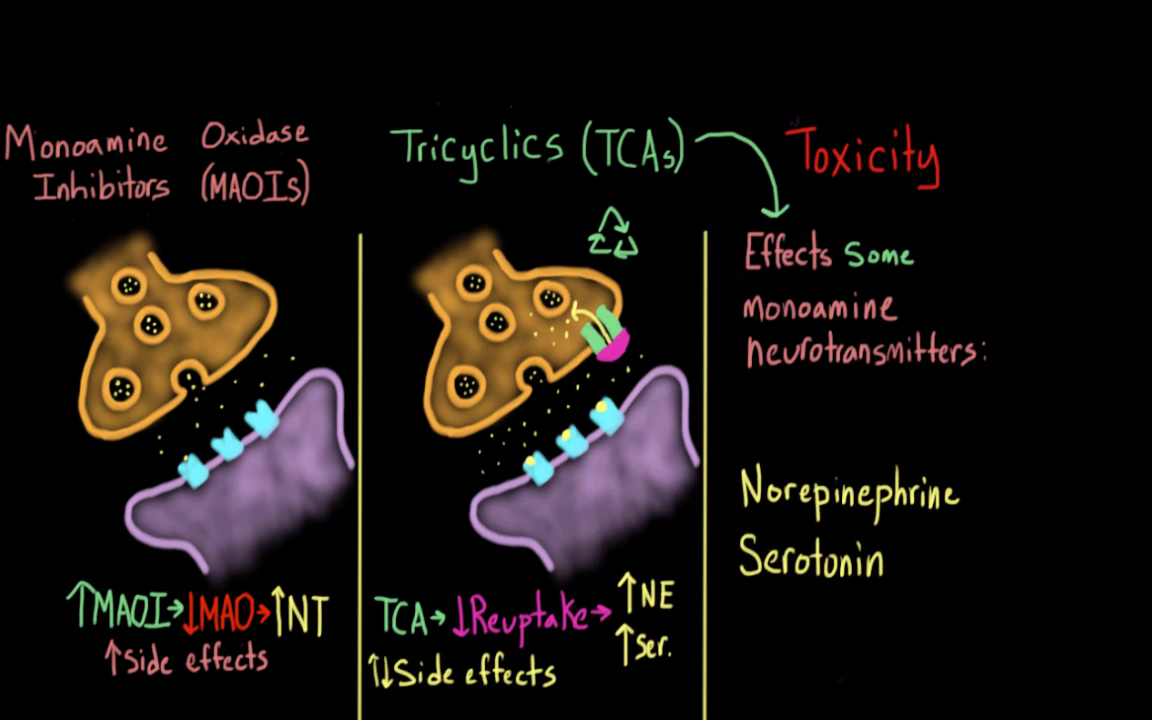 Monoamine Oxidase
Inhibitors (MAOIs)
↑MAOI→↓MAO→↑NT
↑Side effects
Tricyclics (TCAs)
TCA→↓Reuptake→↑NE
↑Ser.
↑↓Side effects
Toxicity
Effects Some
monoamine
neurotransmitters:
Norepinephrine
Serotonin